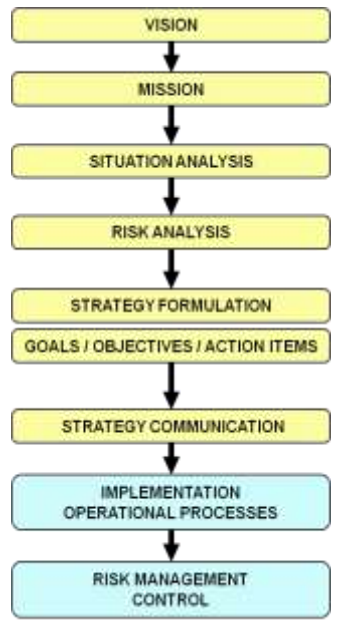 VISION
MISSION
SITUATION ANALYSIS
RISK ANALYSIS
STRATEGY FORMULATION
GOALS / OBJECTIVES / ACTION ITEMS
STRATEGY COMMUNICATION
IMPLEMENTATION
OPERATIONAL PROCESSES
RISK MANAGEMENT
CONTROL